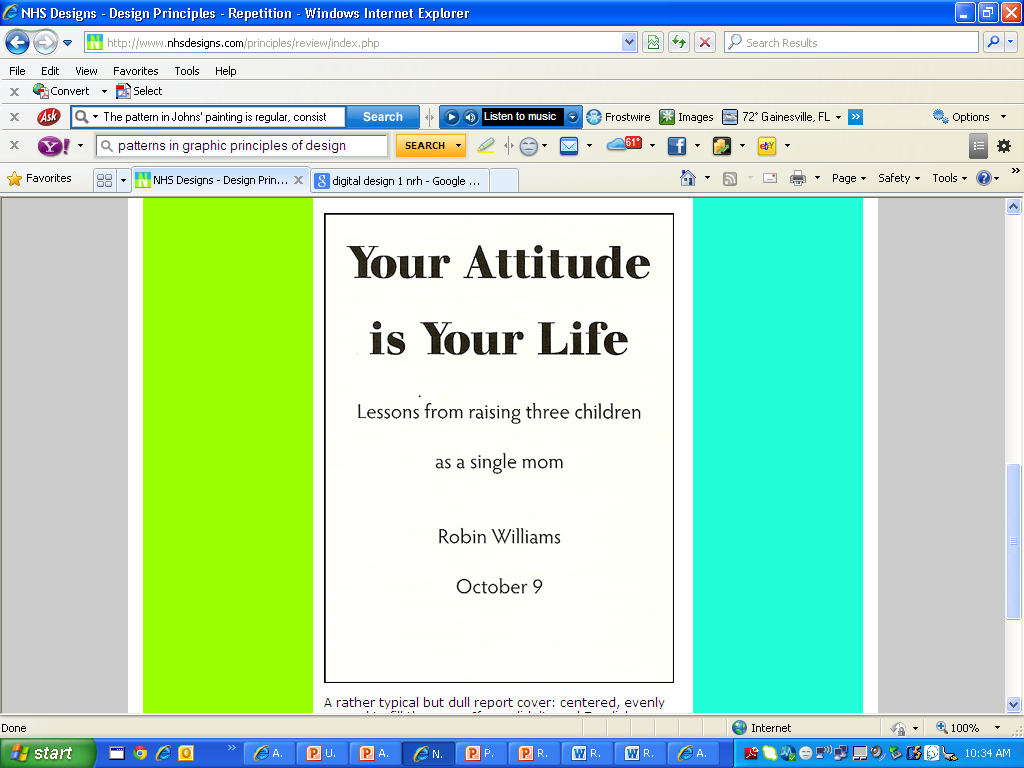 NHS Designs - Design Principles - Repetition - Windows Internet Explorer
http://www.nhsdesigns.com/principles/review/index.php
Search Results
File Edit View Favorites Tools Help
x Convert Select
x Ask The pattern in Johns' painting is regular, consist Search Listen to music Frostwire Images 72° Gainesville, FL » Options
x Y! patterns in graphic principles of design SEARCH 61° f ebY
Favorites NHS Designs - Design Prin... x 8 digital design 1 nrh - Google ... Page Safety Tools ? »
Your Attitude
is Your Life
Lessons from raising three children
as a single mom
Robin Williams
October 9
A rather typical but dull report cover: centered, evenly
Done Internet 100%
start » A. U. A. N. P. R. R. R. A. 10:34 AM